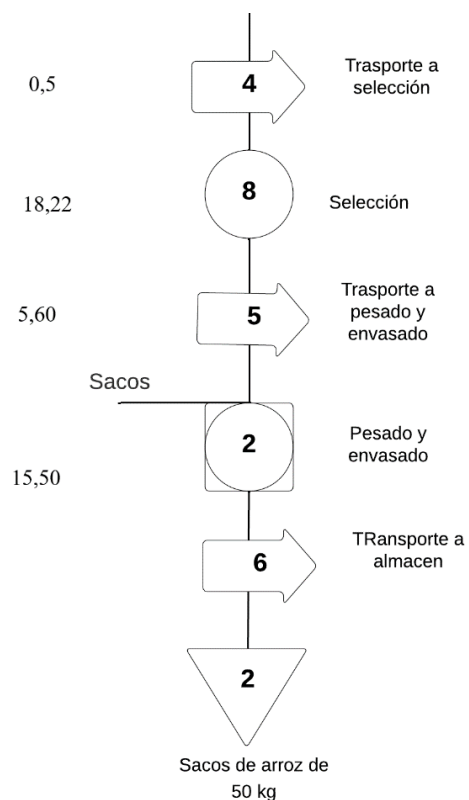 0,5
4
Trasporte a
selección
18,22
8
Selección
5,60
5
Trasporte a
pesado y
envasado
Sacos
15,50
2
Pesado y
envasado
6
TRansporte a
almacen
2
Sacos de arroz de
50 kg